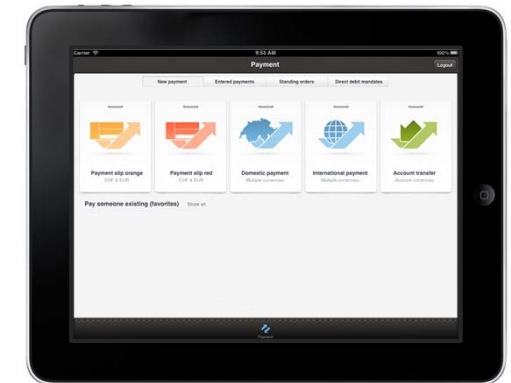 Carrier 9:53 AM 100%
Payment Logout
New payment Entered payments Standing orders Direct debit mandates
Payment slip orange Payment slip red Domestic payment International payment Account transfer
CHF & EUR CHF & EUR Multiple currencies Multiple currencies Account currencies
Pay someone existing (favorites) Show all
Payment